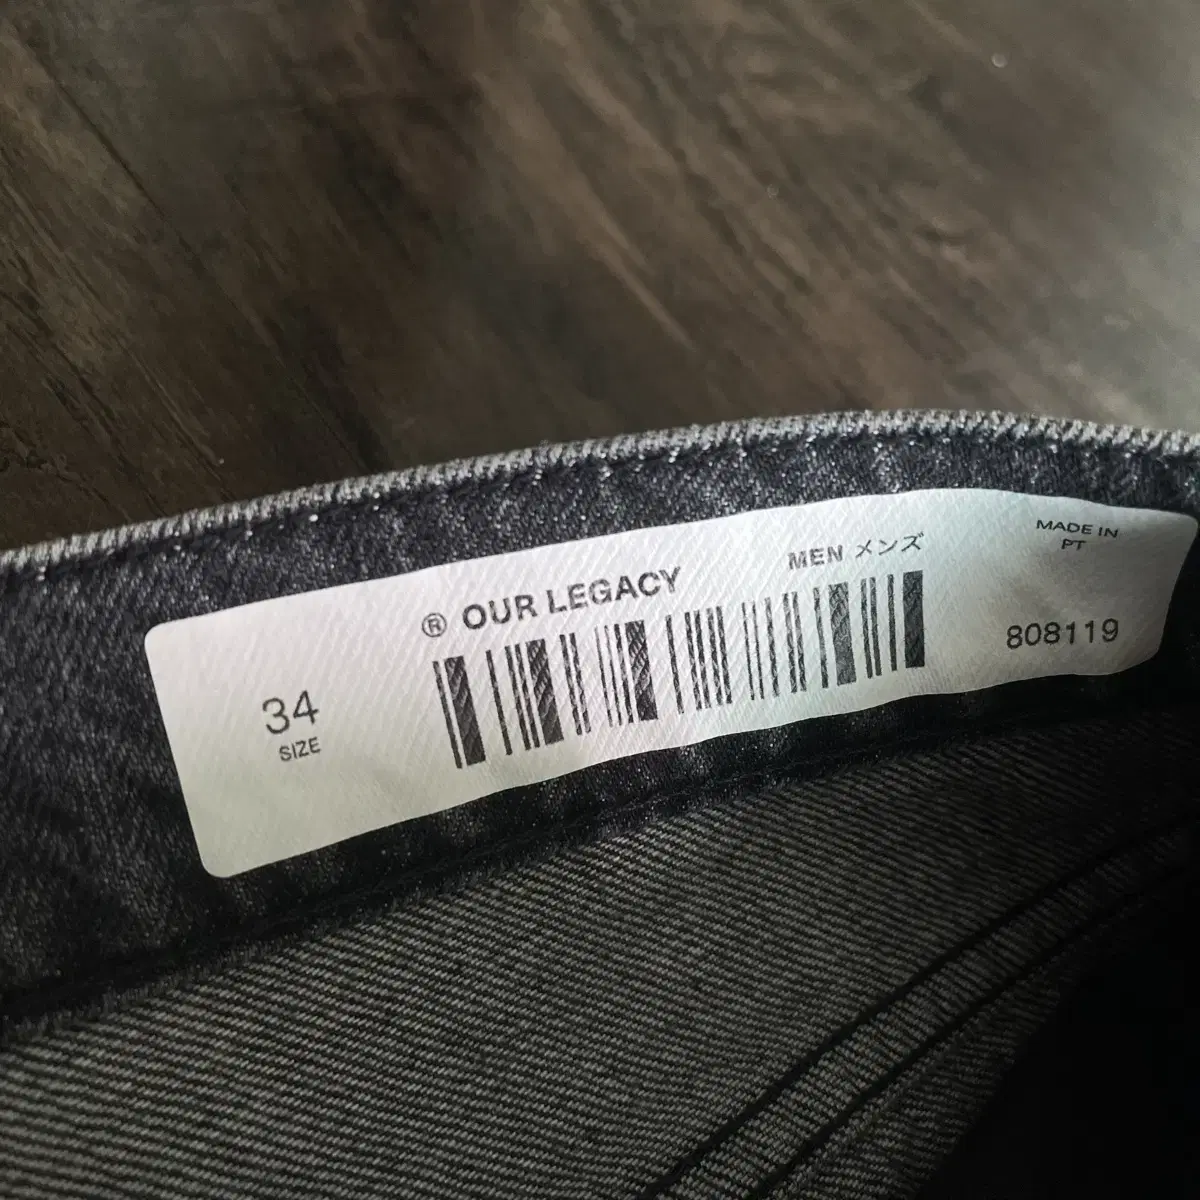 34
SIZE
® OUR LEGACY
MEN メンズ
MADE IN
PT
808119